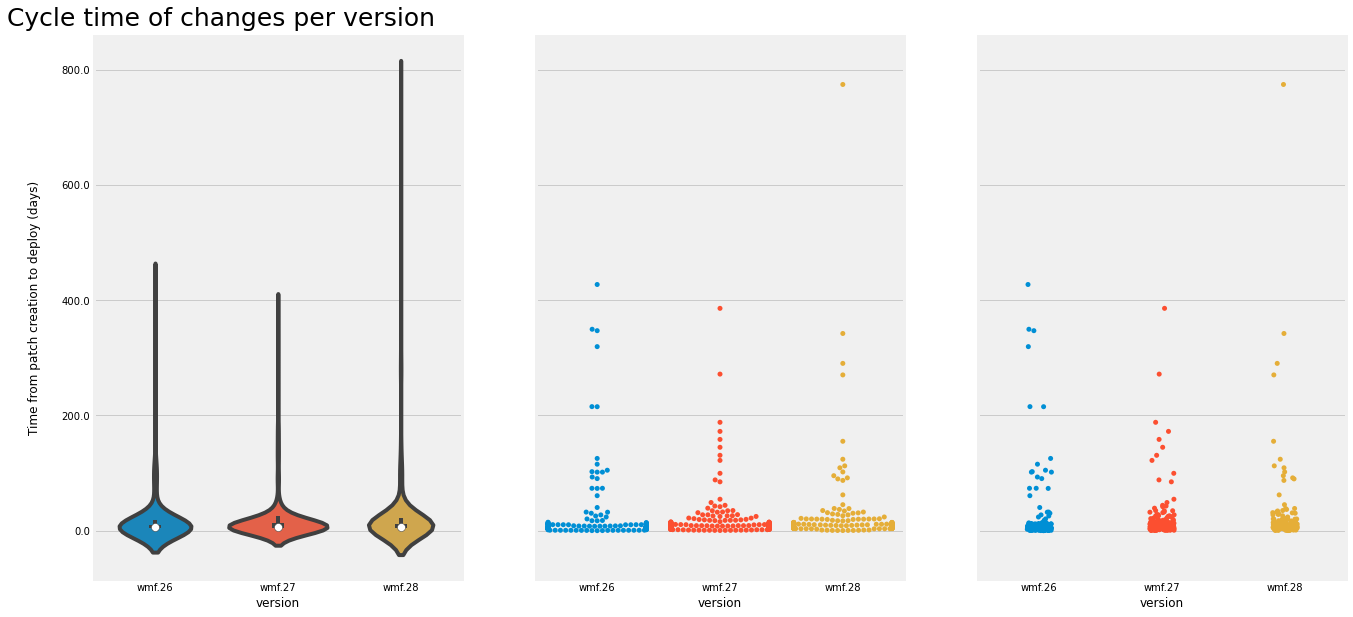 Cycle time of changes per version
Time from patch creation to deploy (days)
800.0
600.0
400.0
200.0
0.0
wmf.26 wmf.27 wmf.28
version
wmf.26 wmf.27 wmf.28
version
wmf.26 wmf.27 wmf.28
version